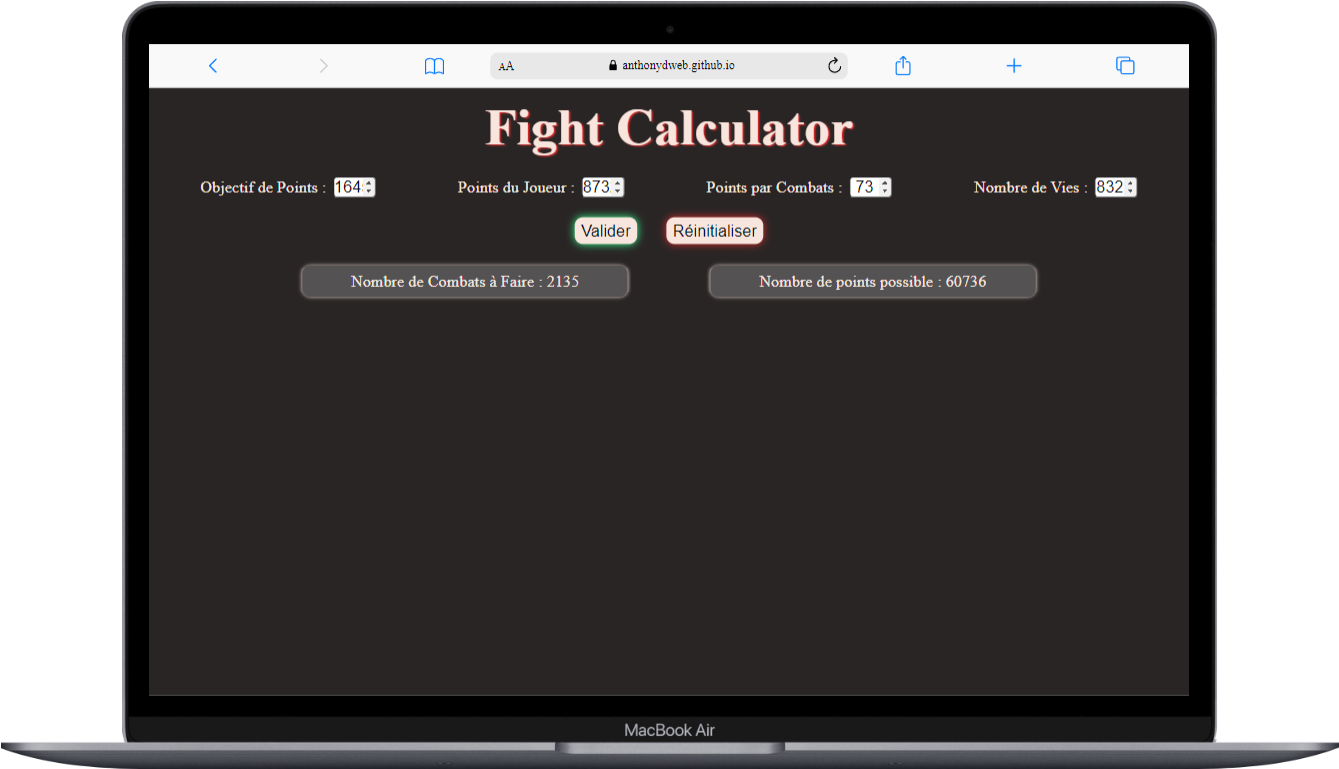 AA anthonydweb.github.io
Fight Calculator
Objectif de Points : 164 Points du Joueur : 873 Points par Combats : 73 Nombre de Vies : 832
Valider Réinitialiser
Nombre de Combats à Faire : 2135 Nombre de points possible : 60736
MacBook Air